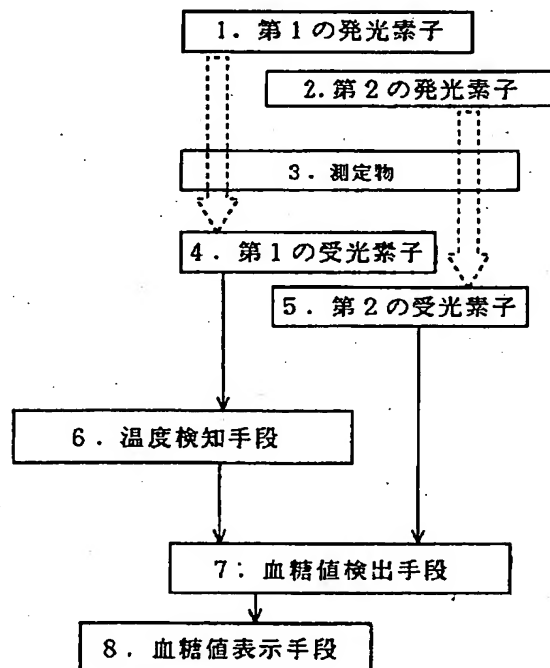 1．第1の発光素子
2．第2の発光素子
3．測定物
4．第1の受光素子
5．第2の受光素子
6．温度検知手段
7：血糖値検出手段
8．血糖値表示手段